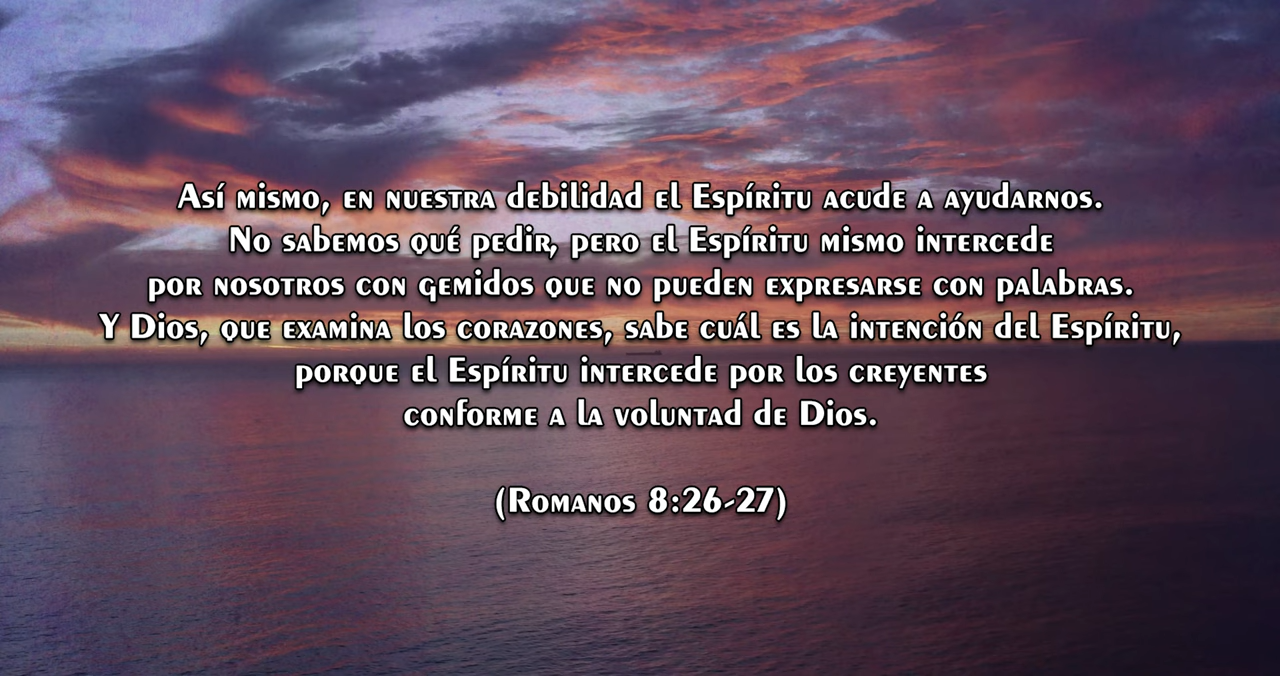 Así mismo, en nuestra debilidad el Espíritu acude a ayudarnos.
No sabemos qué pedir, pero el Espíritu mismo intercede
por nosotros con gemidos que no pueden expresarse con palabras.
Y Dios, que examina los corazones, sabe cuál es la intención del Espíritu,
porque el Espíritu intercede por los creyentes
conforme a la voluntad de Dios.
(Romanos 8:26-27)